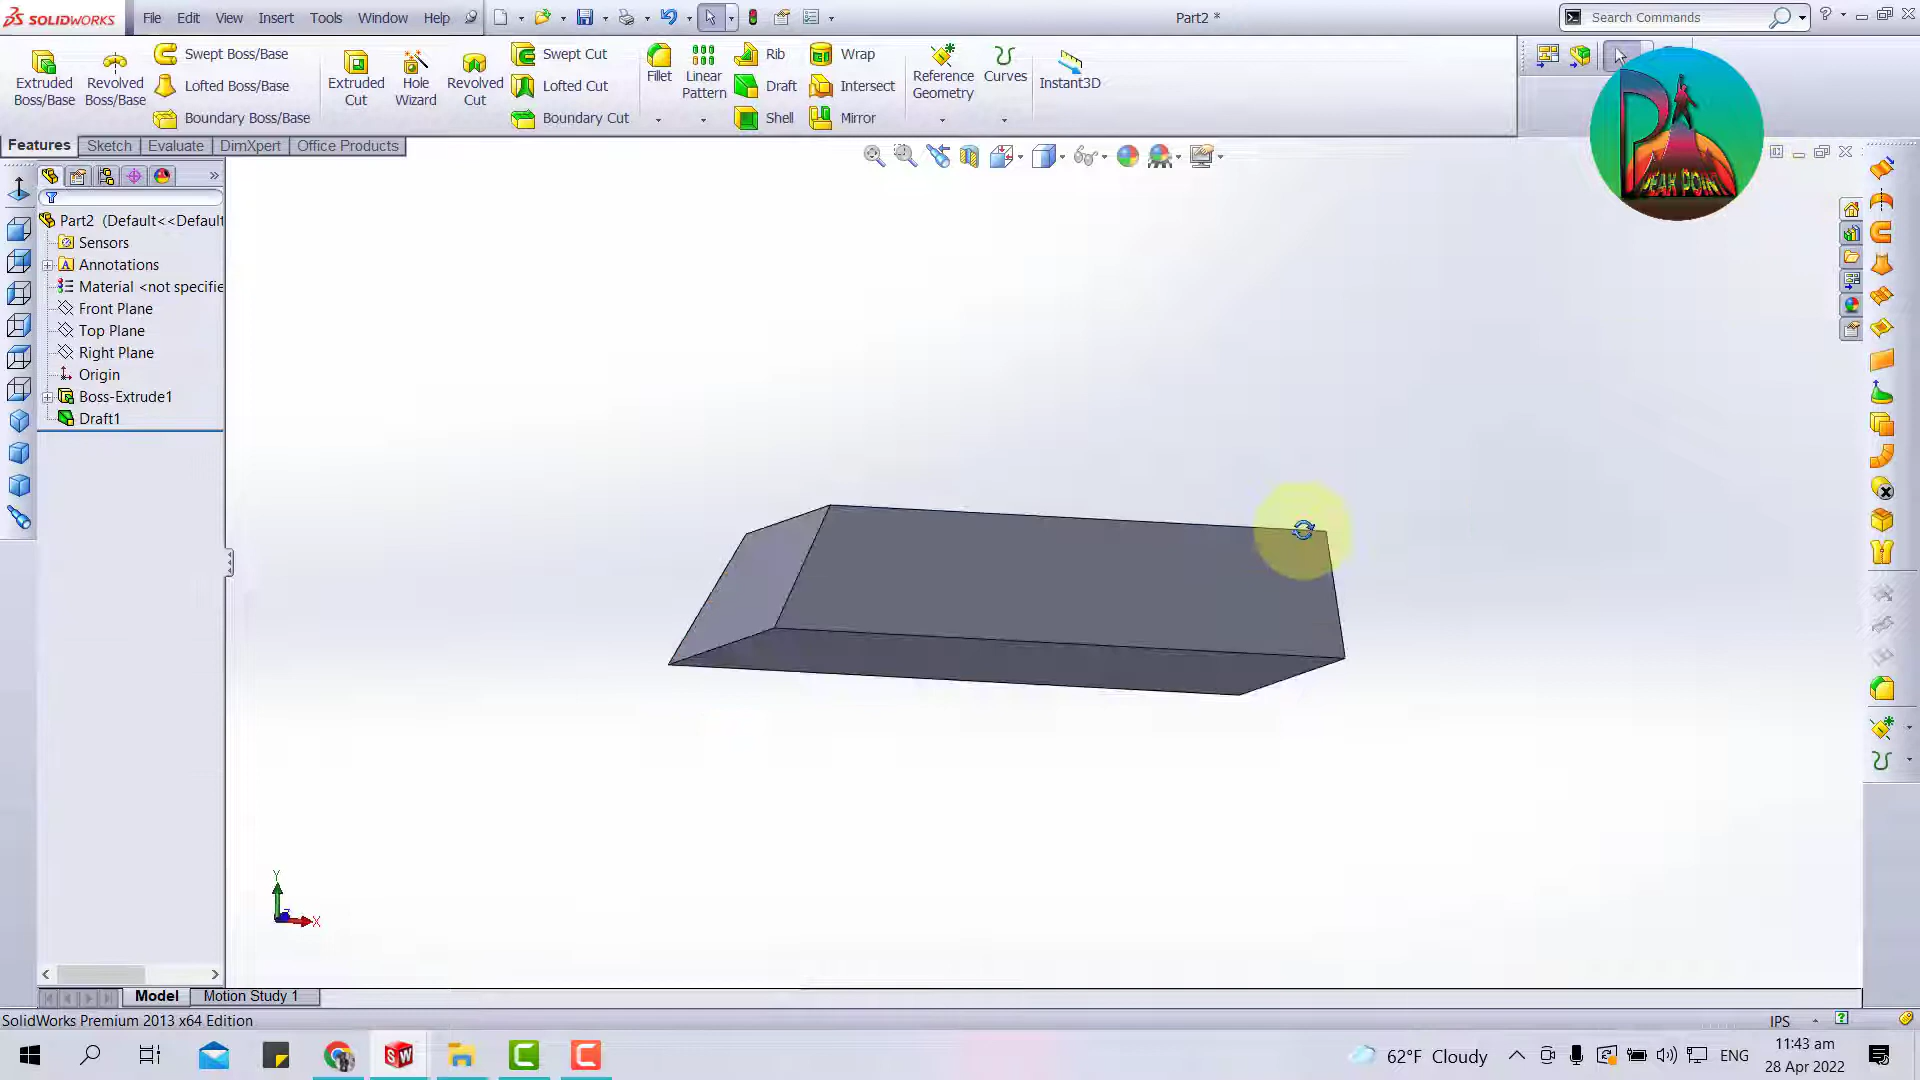 SOLIDWORKS
File Edit View Insert Tools Window Help
Part2 *
Search Commands
Extruded Boss/Base
Revolved Boss/Base
Swept Boss/Base
Lofted Boss/Base
Boundary Boss/Base
Extruded Cut
Hole Wizard
Revolved Cut
Swept Cut
Lofted Cut
Boundary Cut
Fillet
Linear Pattern
Rib
Draft
Shell
Wrap
Intersect
Mirror
Reference Geometry
Curves
Instant3D
PEAK POINT
Features Sketch Evaluate DimXpert Office Products
Part2 (Default<<Default
Sensors
Annotations
Material <not specifie
Front Plane
Top Plane
Right Plane
Origin
Boss-Extrude1
Draft1
Y
Z
X
Model Motion Study 1
SolidWorks Premium 2013 x64 Edition
IPS
62°F Cloudy
ENG
11:43 am
28 Apr 2022